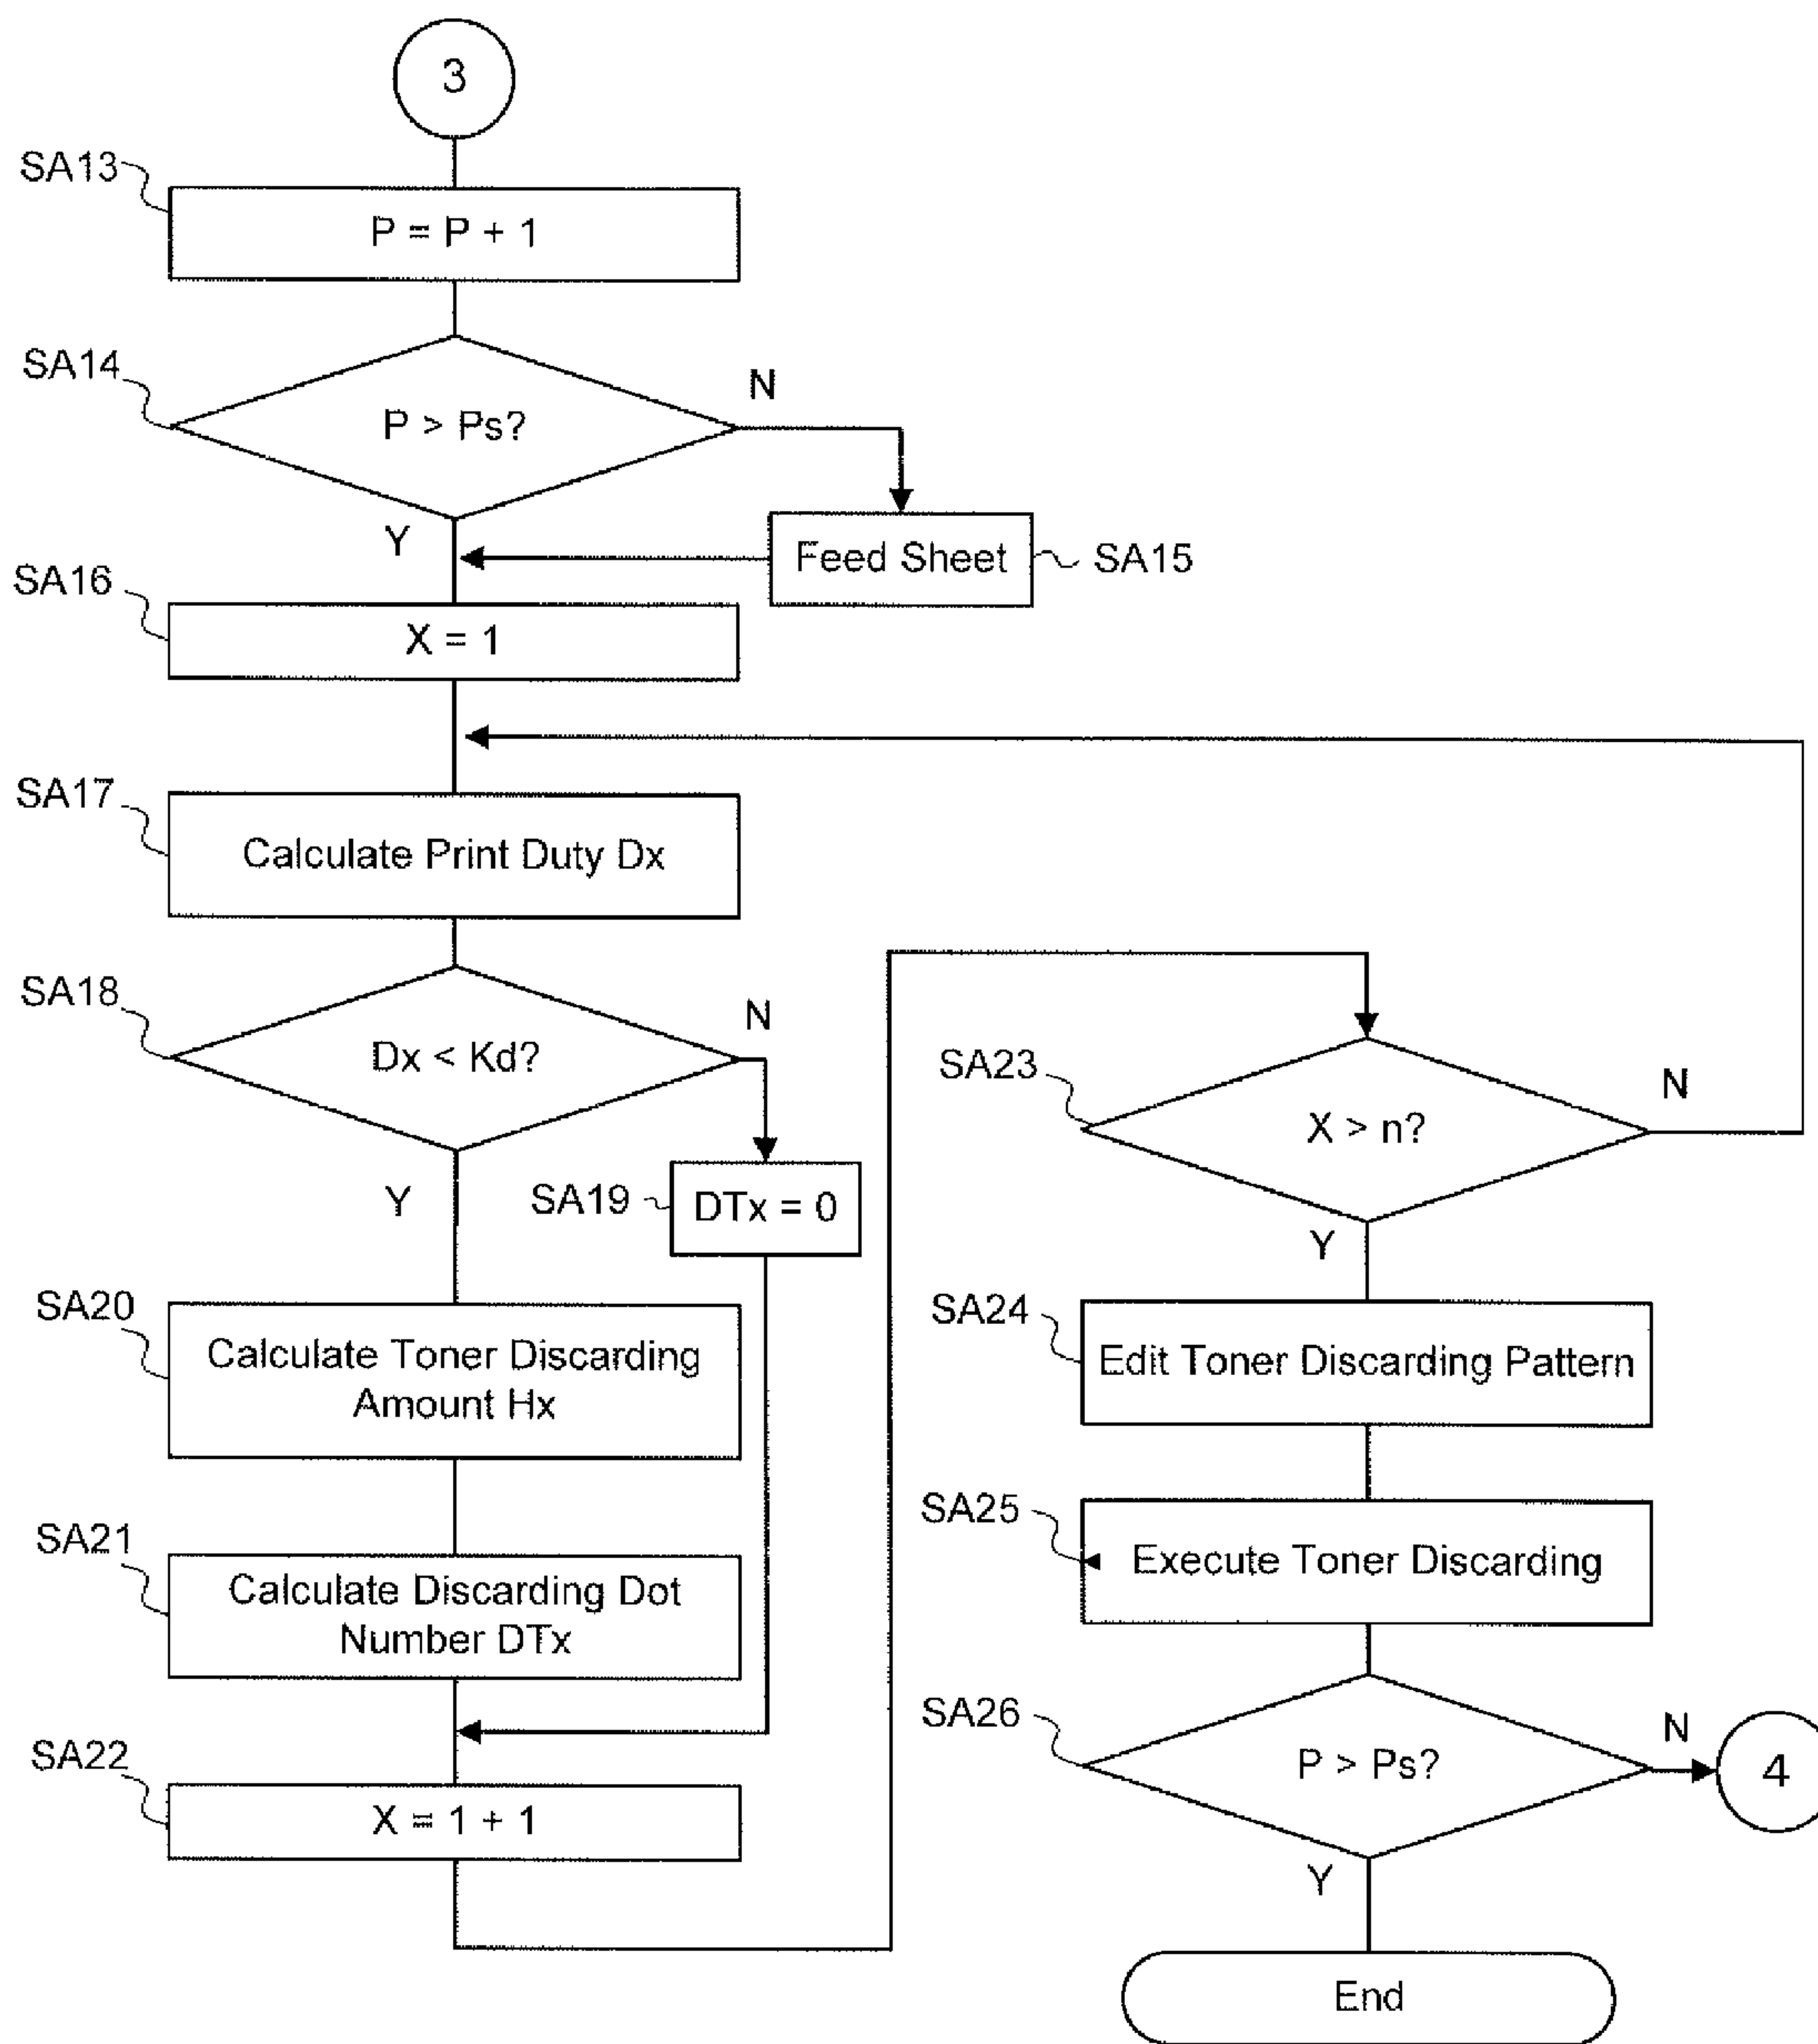 3
SA13
P = P + 1
SA14
P > Ps?
N
Y
Feed Sheet
SA15
SA16
X = 1
SA17
Calculate Print Duty Dx
SA18
Dx < Kd?
N
Y
SA19
DTx = 0
SA20
Calculate Toner Discarding
Amount Hx
SA21
Calculate Discarding Dot
Number DTx
SA22
X = 1 + 1
SA23
X > n?
N
Y
SA24
Edit Toner Discarding Pattern
SA25
Execute Toner Discarding
SA26
P > Ps?
N
4
Y
End